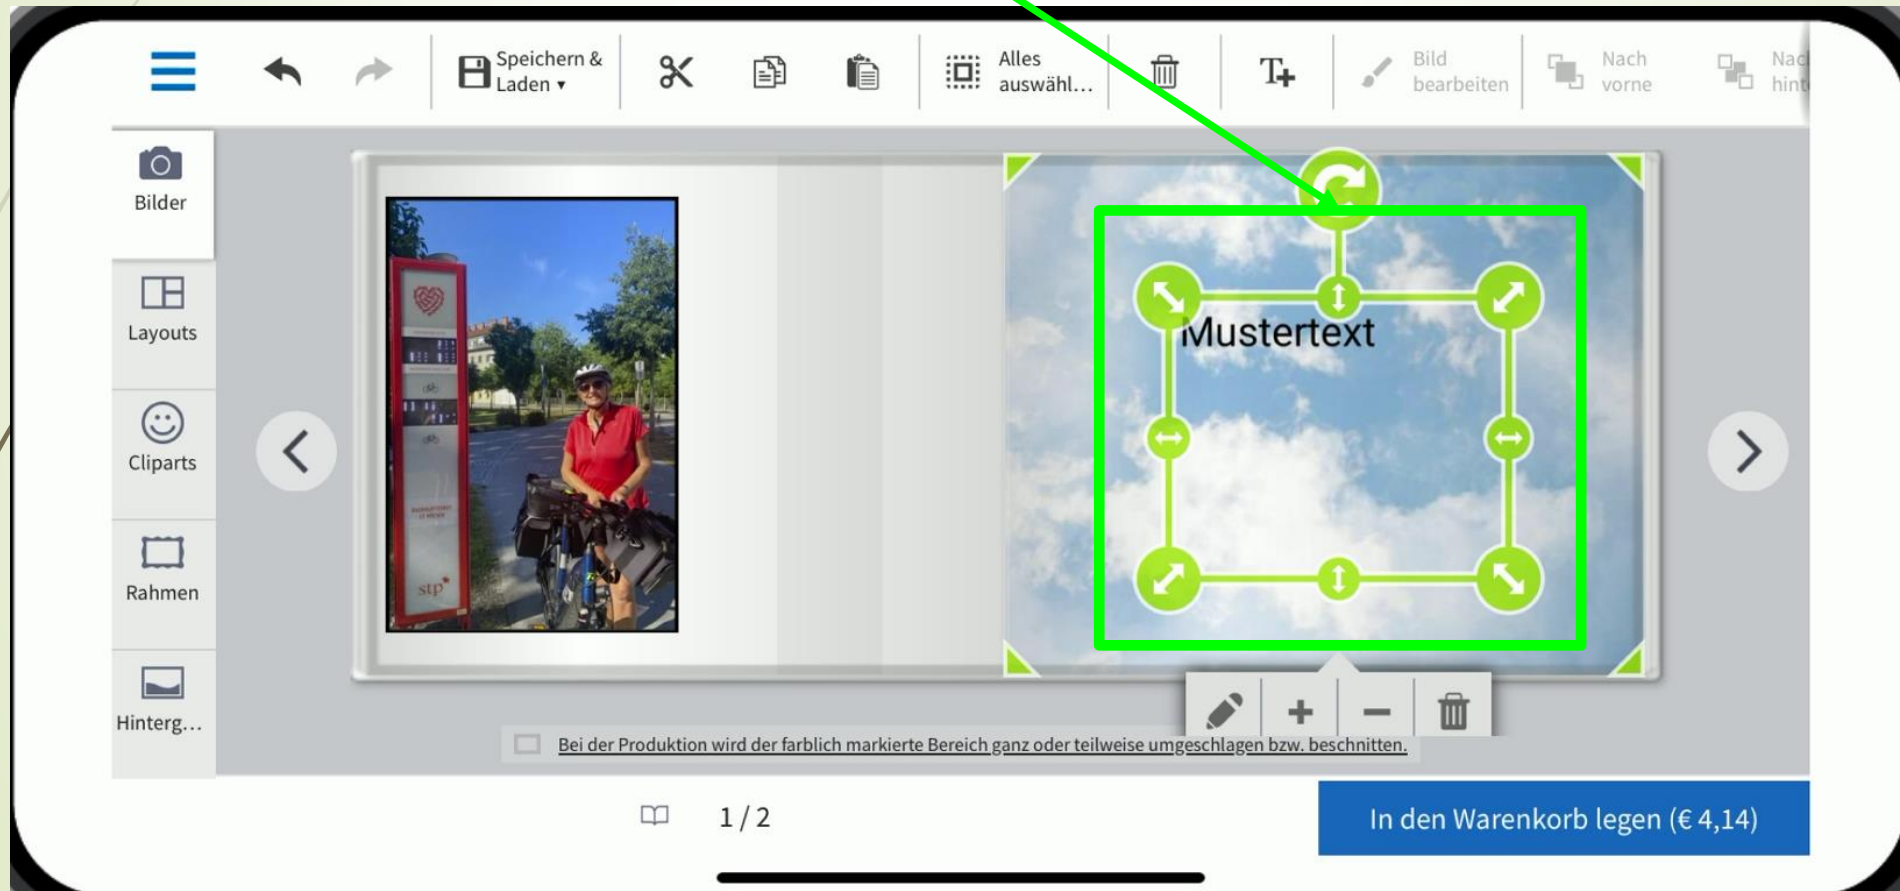 Speichern &
Laden
Alles
auswähl...
Bild
bearbeiten
Nach
vorne
Bilder
Layouts
Cliparts
Rahmen
Hinterg...
stp
Mustertext
Bei der Produktion wird der farblich markierte Bereich ganz oder teilweise umgeschlagen bzw. beschnitten.
1 / 2
In den Warenkorb legen (€ 4,14)